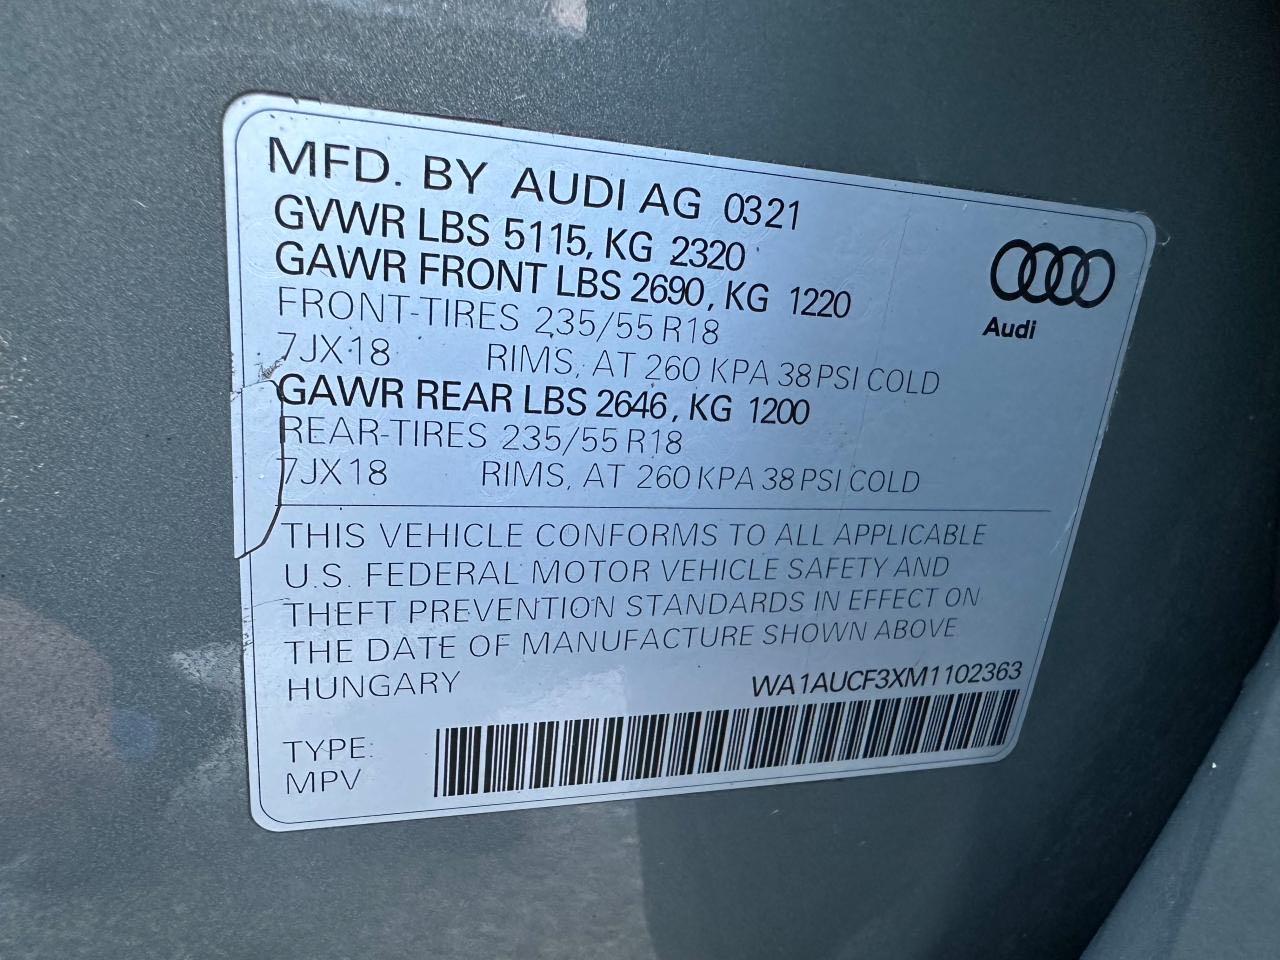 MFD. BY AUDI AG 0321
GVWR LBS 5115, KG 2320
GAWR FRONT LBS 2690, KG 1220
FRONT-TIRES 235/55 R18
7JX18 RIMS, AT 260 KPA 38 PSI COLD
GAWR REAR LBS 2646, KG 1200
REAR-TIRES 235/55 R18
7JX18 RIMS, AT 260 KPA 38 PSI COLD
Audi
THIS VEHICLE CONFORMS TO ALL APPLICABLE
U.S. FEDERAL MOTOR VEHICLE SAFETY AND
THEFT PREVENTION STANDARDS IN EFFECT ON
THE DATE OF MANUFACTURE SHOWN ABOVE
HUNGARY WA1AUCF3XM1102363
TYPE:
MPV